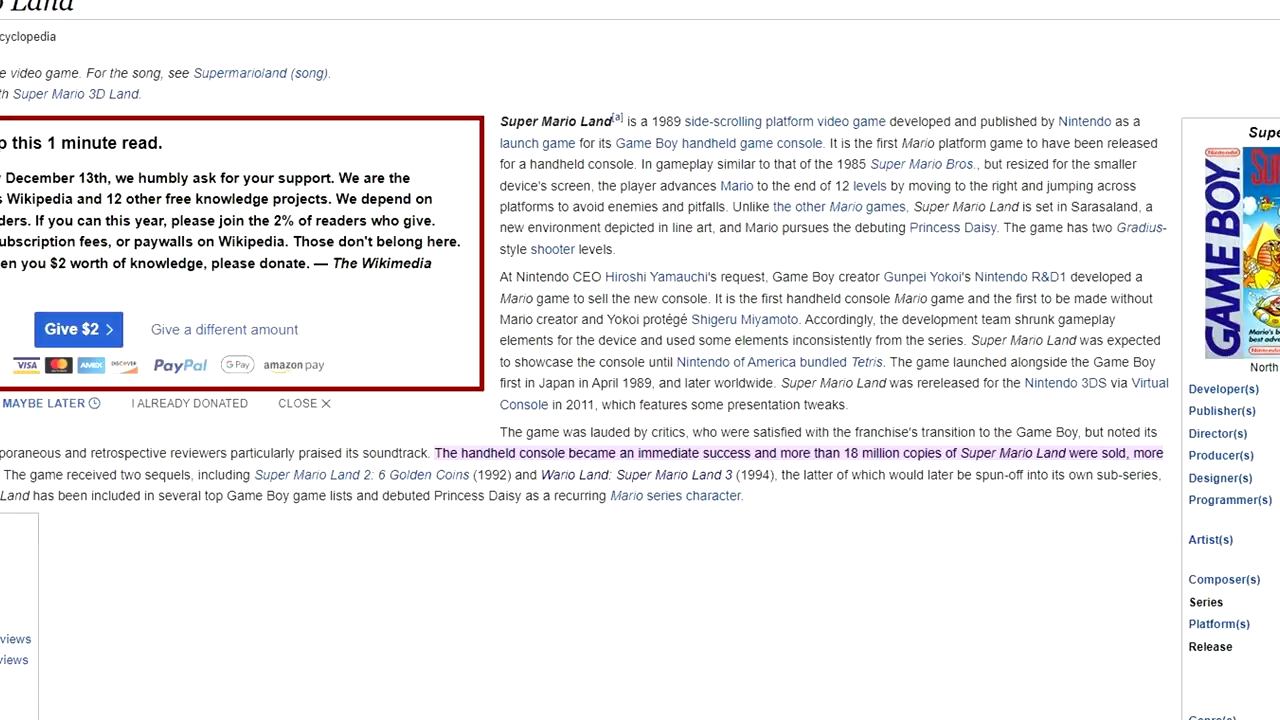 o Land
cyclopedia
e video game. For the song, see Supermarioland (song).
th Super Mario 3D Land.
p this 1 minute read.
December 13th, we humbly ask for your support. We are the
s Wikipedia and 12 other free knowledge projects. We depend on
ders. If you can this year, please join the 2% of readers who give.
ubscription fees, or paywalls on Wikipedia. Those don't belong here.
en you $2 worth of knowledge, please donate. — The Wikimedia
Give $2
Give a different amount
VISA AMEX DISCOVER PayPal G Pay amazon pay
MAYBE LATER I ALREADY DONATED CLOSE X
Super Mario Land[a] is a 1989 side-scrolling platform video game developed and published by Nintendo as a
launch game for its Game Boy handheld game console. It is the first Mario platform game to have been released
for a handheld console. In gameplay similar to that of the 1985 Super Mario Bros., but resized for the smaller
device's screen, the player advances Mario to the end of 12 levels by moving to the right and jumping across
platforms to avoid enemies and pitfalls. Unlike the other Mario games, Super Mario Land is set in Sarasaland, a
new environment depicted in line art, and Mario pursues the debuting Princess Daisy. The game has two Gradius-
style shooter levels.
At Nintendo CEO Hiroshi Yamauchi's request, Game Boy creator Gunpei Yokoi's Nintendo R&D1 developed a
Mario game to sell the new console. It is the first handheld console Mario game and the first to be made without
Mario creator and Yokoi protégé Shigeru Miyamoto. Accordingly, the development team shrunk gameplay
elements for the device and used some elements inconsistently from the series. Super Mario Land was expected
to showcase the console until Nintendo of America bundled Tetris. The game launched alongside the Game Boy
first in Japan in April 1989, and later worldwide. Super Mario Land was rereleased for the Nintendo 3DS via Virtual
Console in 2011, which features some presentation tweaks.
The game was lauded by critics, who were satisfied with the franchise's transition to the Game Boy, but noted its
poraneous and retrospective reviewers particularly praised its soundtrack. The handheld console became an immediate success and more than 18 million copies of Super Mario Land were sold, more
The game received two sequels, including Super Mario Land 2: 6 Golden Coins (1992) and Wario Land: Super Mario Land 3 (1994), the latter of which would later be spun-off into its own sub-series,
Land has been included in several top Game Boy game lists and debuted Princess Daisy as a recurring Mario series character.
views
views
Supe
Nintendo
GAME BOY
SU
Mario's b
best adve
Nintendo
North
Developer(s)
Publisher(s)
Director(s)
Producer(s)
Designer(s)
Programmer(s)
Artist(s)
Composer(s)
Series
Platform(s)
Release
Genre(s)